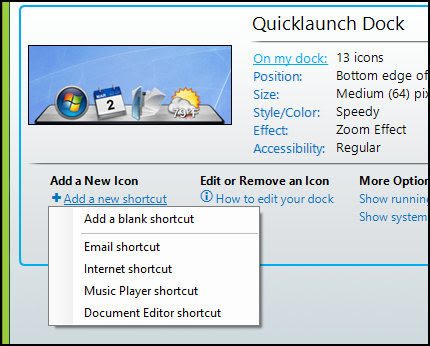 Quicklaunch Dock
On my dock: 13 icons
Position: Bottom edge of
Size: Medium (64) pix
Style/Color: Speedy
Effect: Zoom Effect
Accessibility: Regular
2
79°F
Add a New Icon
Add a new shortcut
Edit or Remove an Icon
How to edit your dock
More Option
Show running
Show system
Add a blank shortcut
Email shortcut
Internet shortcut
Music Player shortcut
Document Editor shortcut